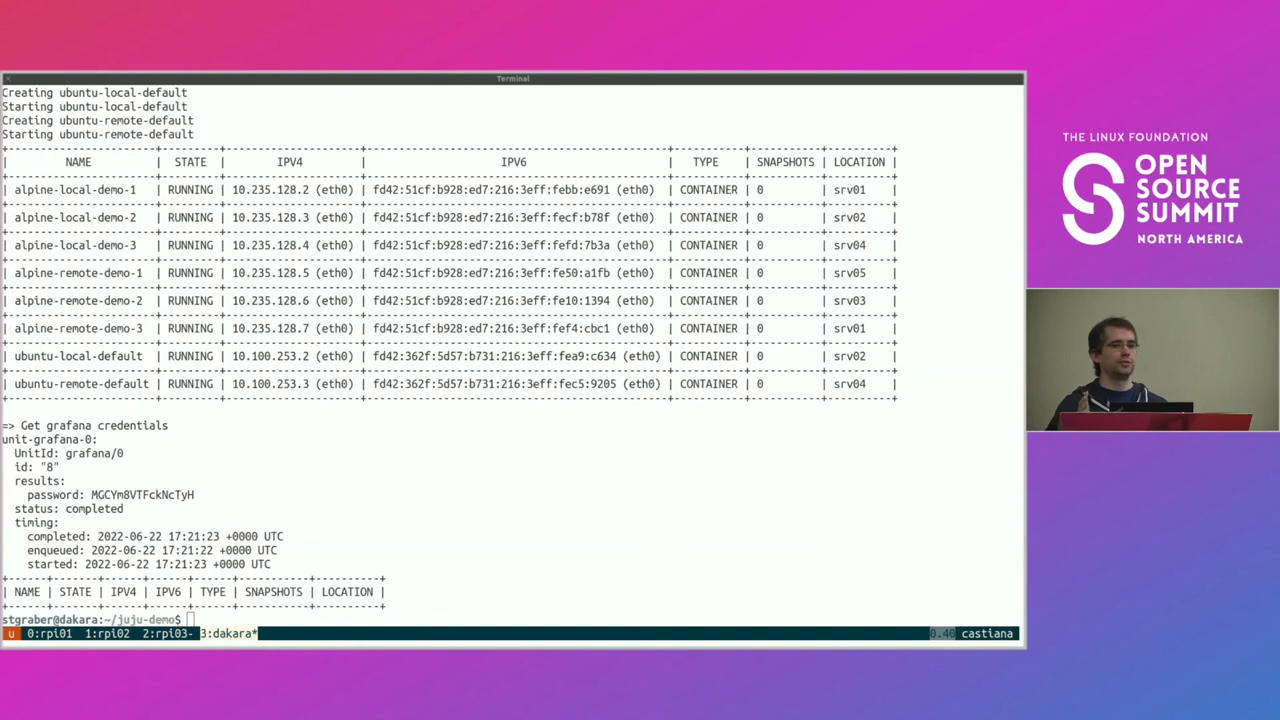 Terminal
Creating ubuntu-local-default
Starting ubuntu-local-default
Creating ubuntu-remote-default
Starting ubuntu-remote-default
| NAME | STATE | IPV4 | IPV6 | TYPE | SNAPSHOTS | LOCATION |
| alpine-local-demo-1 | RUNNING | 10.235.128.2 (eth0) | fd42:51cf:b928:ed7:216:3eff:febb:e691 (eth0) | CONTAINER | 0 | srv01 |
| alpine-local-demo-2 | RUNNING | 10.235.128.3 (eth0) | fd42:51cf:b928:ed7:216:3eff:fecf:b78f (eth0) | CONTAINER | 0 | srv02 |
| alpine-local-demo-3 | RUNNING | 10.235.128.4 (eth0) | fd42:51cf:b928:ed7:216:3eff:fefd:7b3a (eth0) | CONTAINER | 0 | srv04 |
| alpine-remote-demo-1 | RUNNING | 10.235.128.5 (eth0) | fd42:51cf:b928:ed7:216:3eff:fe50:a1fb (eth0) | CONTAINER | 0 | srv05 |
| alpine-remote-demo-2 | RUNNING | 10.235.128.6 (eth0) | fd42:51cf:b928:ed7:216:3eff:fe10:1394 (eth0) | CONTAINER | 0 | srv03 |
| alpine-remote-demo-3 | RUNNING | 10.235.128.7 (eth0) | fd42:51cf:b928:ed7:216:3eff:fef4:cbc1 (eth0) | CONTAINER | 0 | srv01 |
| ubuntu-local-default | RUNNING | 10.100.253.2 (eth0) | fd42:362f:5d57:b731:216:3eff:fea9:c634 (eth0) | CONTAINER | 0 | srv02 |
| ubuntu-remote-default | RUNNING | 10.100.253.3 (eth0) | fd42:362f:5d57:b731:216:3eff:fec5:9205 (eth0) | CONTAINER | 0 | srv04 |
=> Get grafana credentials
unit-grafana-0:
UnitId: grafana/0
id: "8"
results:
password: MGCYm8VTFckNcTyH
status: completed
timing:
completed: 2022-06-22 17:21:23 +0000 UTC
enqueued: 2022-06-22 17:21:22 +0000 UTC
started: 2022-06-22 17:21:23 +0000 UTC
| NAME | STATE | IPV4 | IPV6 | TYPE | SNAPSHOTS | LOCATION |
stgraber@dakara:~/juju-demo$
u 0:rpi01 1:rpi02 2:rpi03- 3:dakara* 0.40 castiana
THE LINUX FOUNDATION
OPEN
SOURCE
SUMMIT
NORTH AMERICA